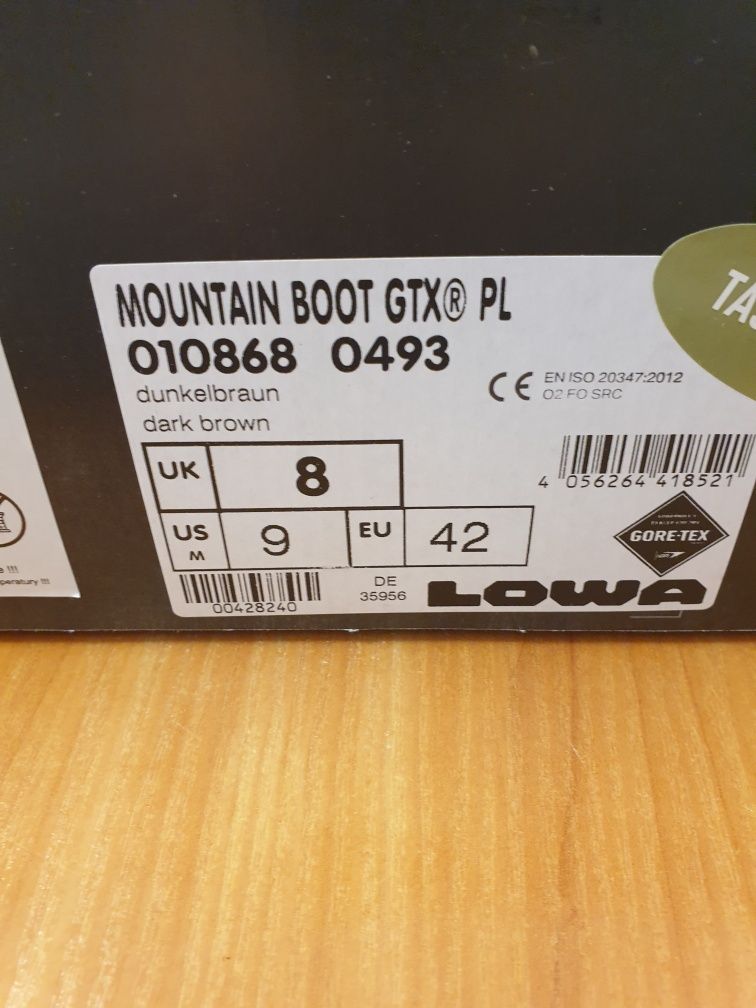 MOUNTAIN BOOT GTX® PL
010868 0493
dunkelbraun
dark brown
CE EN ISO 20347:2012
O2 FO SRC
UK 8
4 056264 418521
US M 9 EU 42
GORE-TEX
00428240
DE
35956
LOWA
!!!